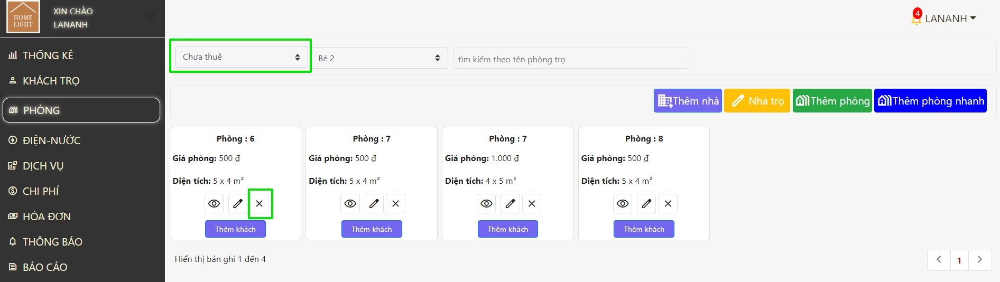 HOME
LIGHT
XIN CHÀO
LANANH
THỐNG KÊ
KHÁCH TRỌ
PHÒNG
ĐIỆN-NƯỚC
DỊCH VỤ
CHI PHÍ
HÓA ĐƠN
THÔNG BÁO
BÁO CÁO
4
LANANH
Chưa thuê
Bé 2
tìm kiếm theo tên phòng trọ
Thêm nhà
Nhà trọ
Thêm phòng
Thêm phòng nhanh
Phòng : 6
Giá phòng: 500 ₫
Diện tích: 5 x 4 m²
Thêm khách
Phòng : 7
Giá phòng: 500 ₫
Diện tích: 5 x 4 m²
Thêm khách
Phòng : 7
Giá phòng: 1.000 ₫
Diện tích: 4 x 5 m²
Thêm khách
Phòng : 8
Giá phòng: 500 ₫
Diện tích: 5 x 4 m²
Thêm khách
Hiển thị bản ghi 1 đến 4
1